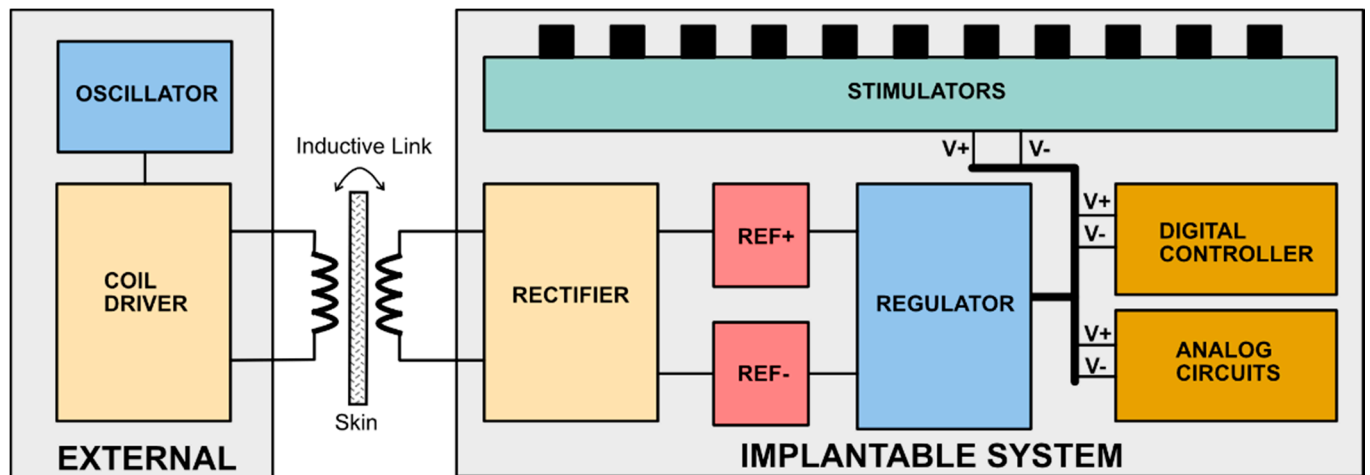 OSCILLATOR
COIL
DRIVER
EXTERNAL
Inductive Link
Skin
STIMULATORS
V+ V-
RECTIFIER
REF+
REF-
REGULATOR
V+
V-
DIGITAL
CONTROLLER
V+
V-
ANALOG
CIRCUITS
IMPLANTABLE SYSTEM